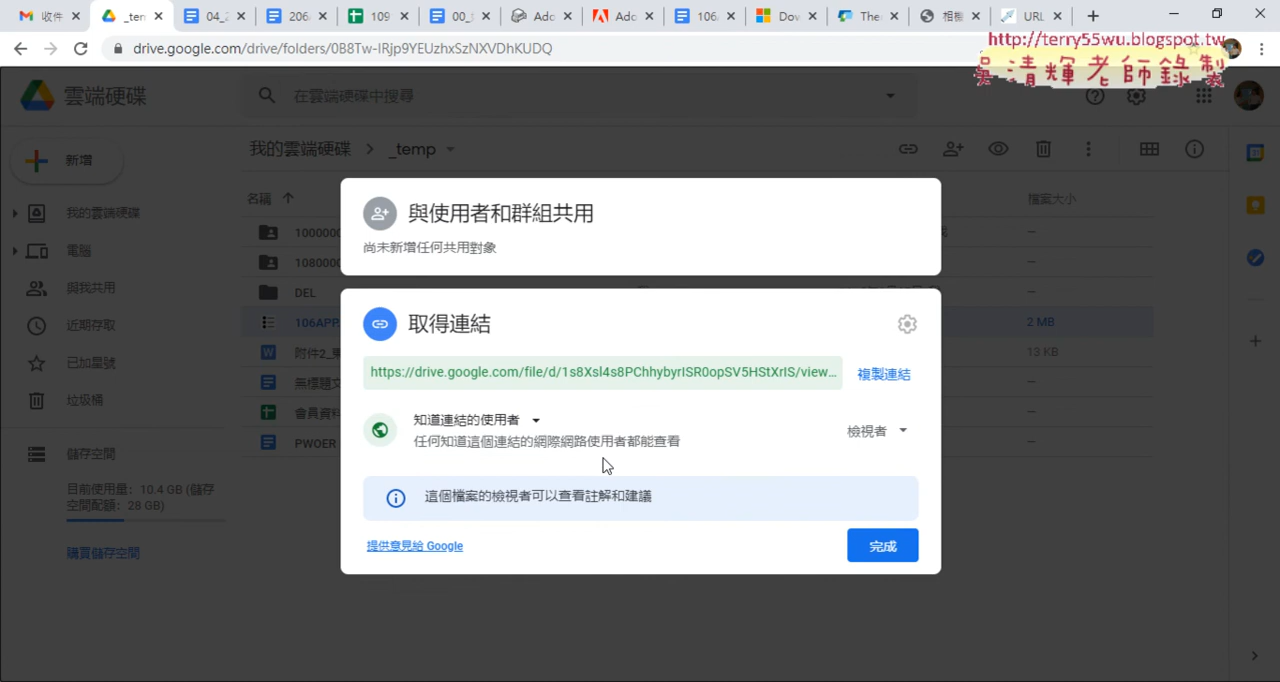 收件
_ten
04_2
206
109
00_
Ado
Ado
106
Dov
The
相框
URL
drive.google.com/drive/folders/0B8Tw-IRjp9YEUzhxSzNXVDhKUDQ
http://terry55wu.blogspot.tw
吳清輝老師錄製
雲端硬碟
在雲端硬碟中搜尋
新增
我的雲端硬碟
_temp
名稱
檔案大小
我的雲端硬碟
電腦
與我共用
近期存取
已加星號
垃圾桶
儲存空間
目前使用量：10.4 GB (儲存
空間配額：28 GB)
購買儲存空間
1000000
1080000
DEL
106APP
2 MB
附件2_
13 KB
無標題文
會員資料
PWOER
與使用者和群組共用
尚未新增任何共用對象
取得連結
https://drive.google.com/file/d/1s8Xsl4s8PChhybyrISR0opSV5HStXrIS/view...
複製連結
知道連結的使用者
任何知道這個連結的網際網路使用者都能查看
檢視者
這個檔案的檢視者可以查看註解和建議
提供意見給 Google
完成